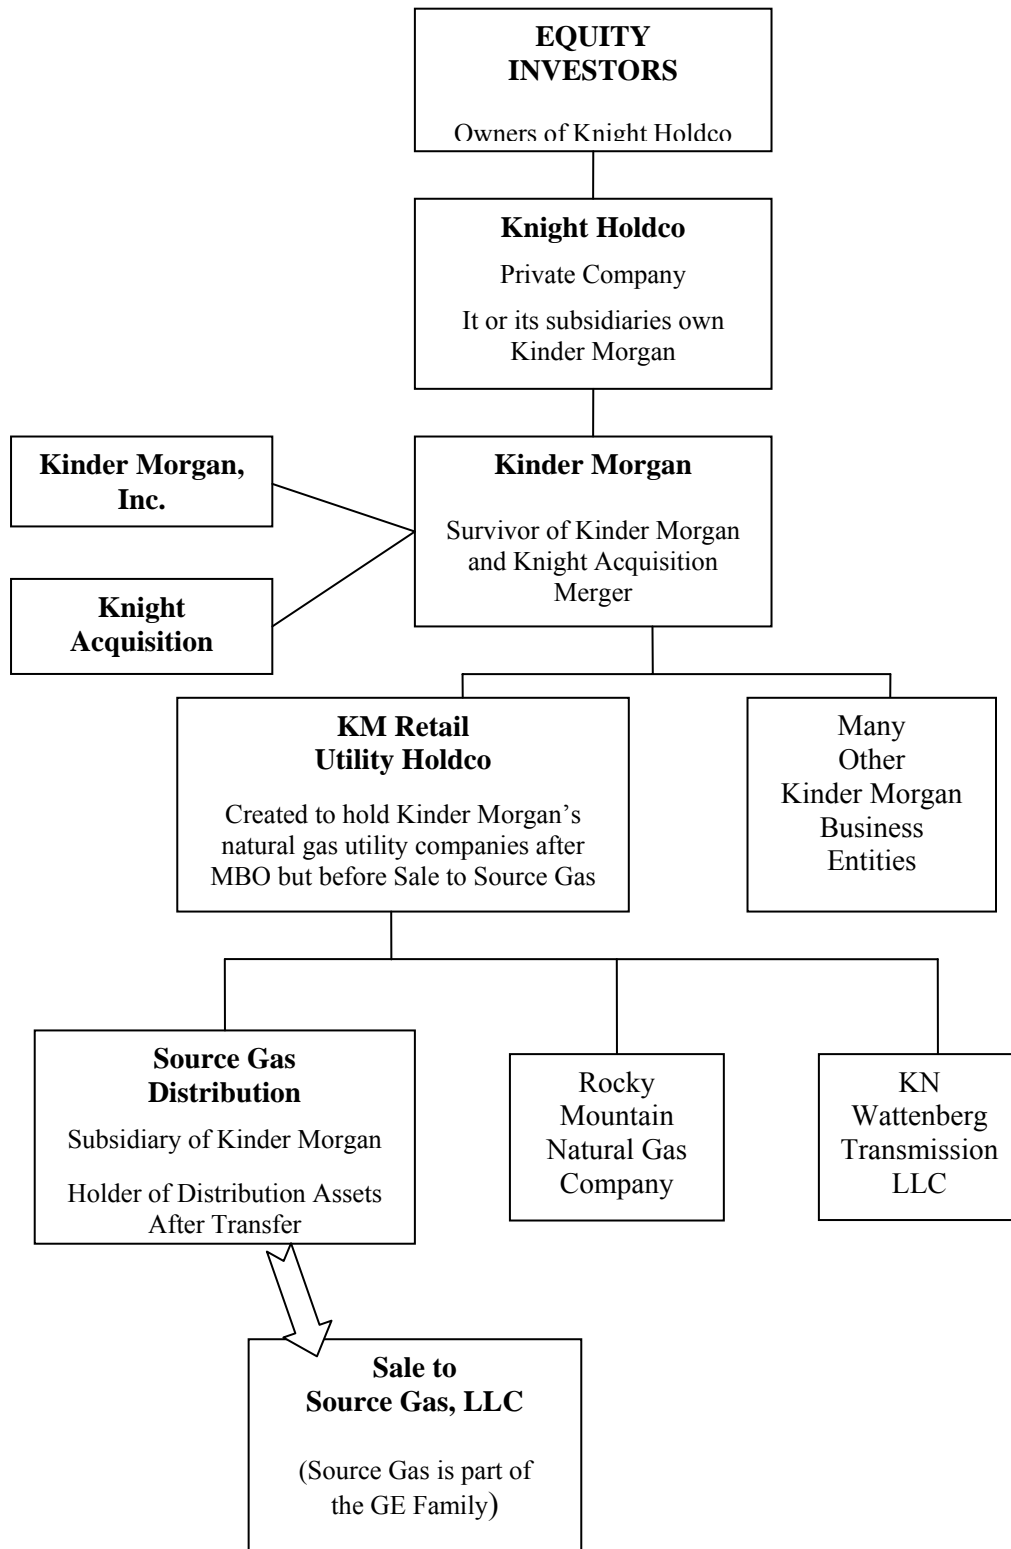 EQUITY
INVESTORS
Owners of Knight Holdco
Knight Holdco
Private Company
It or its subsidiaries own
Kinder Morgan
Kinder Morgan,
Inc.
Knight
Acquisition
Kinder Morgan
Survivor of Kinder Morgan
and Knight Acquisition
Merger
KM Retail
Utility Holdco
Created to hold Kinder Morgan’s
natural gas utility companies after
MBO but before Sale to Source Gas
Many
Other
Kinder Morgan
Business
Entities
Source Gas
Distribution
Subsidiary of Kinder Morgan
Holder of Distribution Assets
After Transfer
Rocky
Mountain
Natural Gas
Company
KN
Wattenberg
Transmission
LLC
Sale to
Source Gas, LLC
(Source Gas is part of
the GE Family)